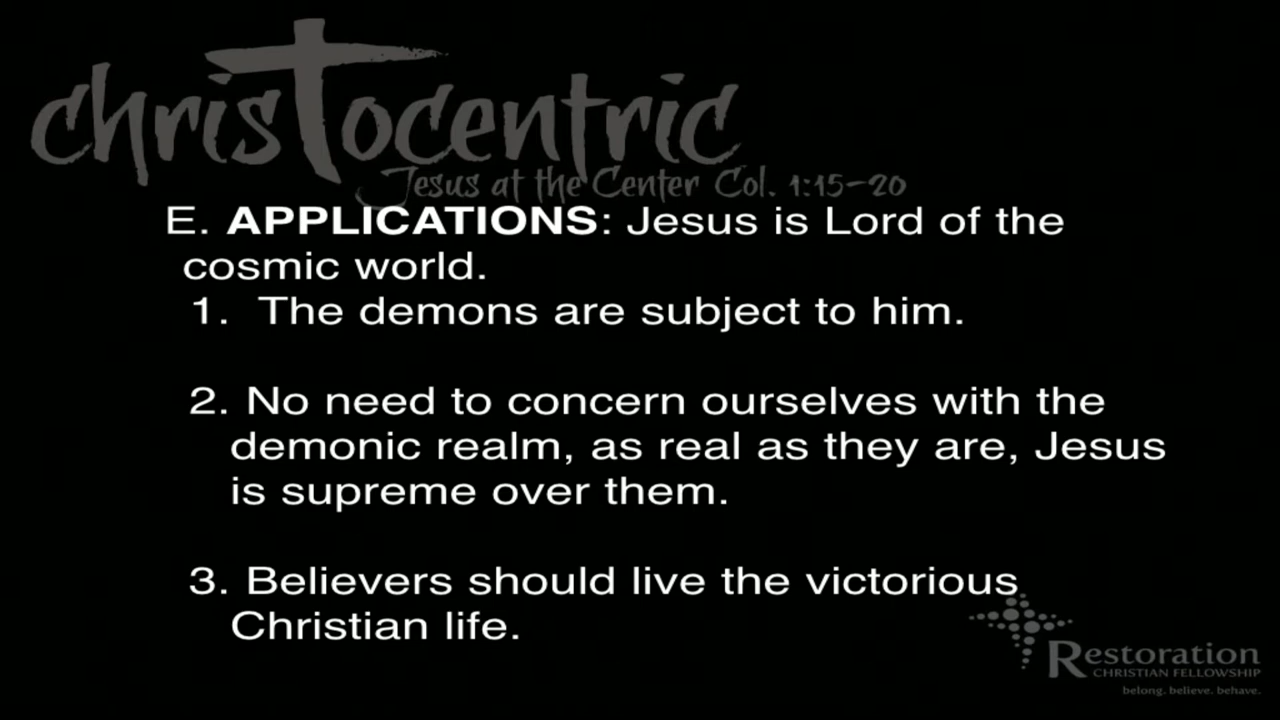 chrisTocentric
Jesus at the Center Col. 1:15-20
E. APPLICATIONS: Jesus is Lord of the
cosmic world.
1. The demons are subject to him.
2. No need to concern ourselves with the
demonic realm, as real as they are, Jesus
is supreme over them.
3. Believers should live the victorious
Christian life.
Restoration
CHRISTIAN FELLOWSHIP
belong. believe. behave.